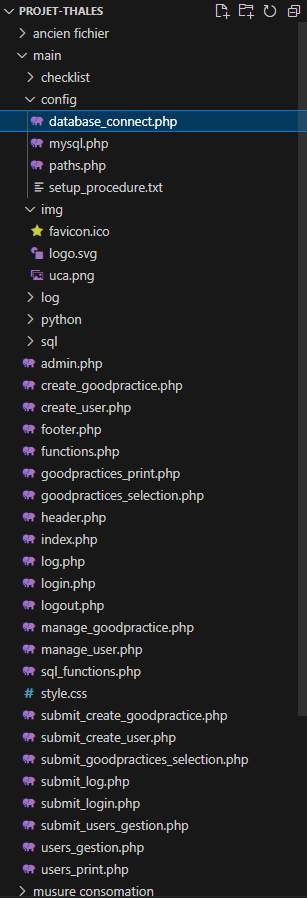 PROJET-THALES
ancien fichier
main
checklist
config
database_connect.php
mysql.php
paths.php
setup_procedure.txt
img
favicon.ico
logo.svg
uca.png
log
python
sql
admin.php
create_goodpractice.php
create_user.php
footer.php
functions.php
goodpractices_print.php
goodpractices_selection.php
header.php
index.php
log.php
login.php
logout.php
manage_goodpractice.php
manage_user.php
sql_functions.php
# style.css
submit_create_goodpractice.php
submit_create_user.php
submit_goodpractices_selection.php
submit_log.php
submit_login.php
submit_users_gestion.php
users_gestion.php
users_print.php
musure consomation